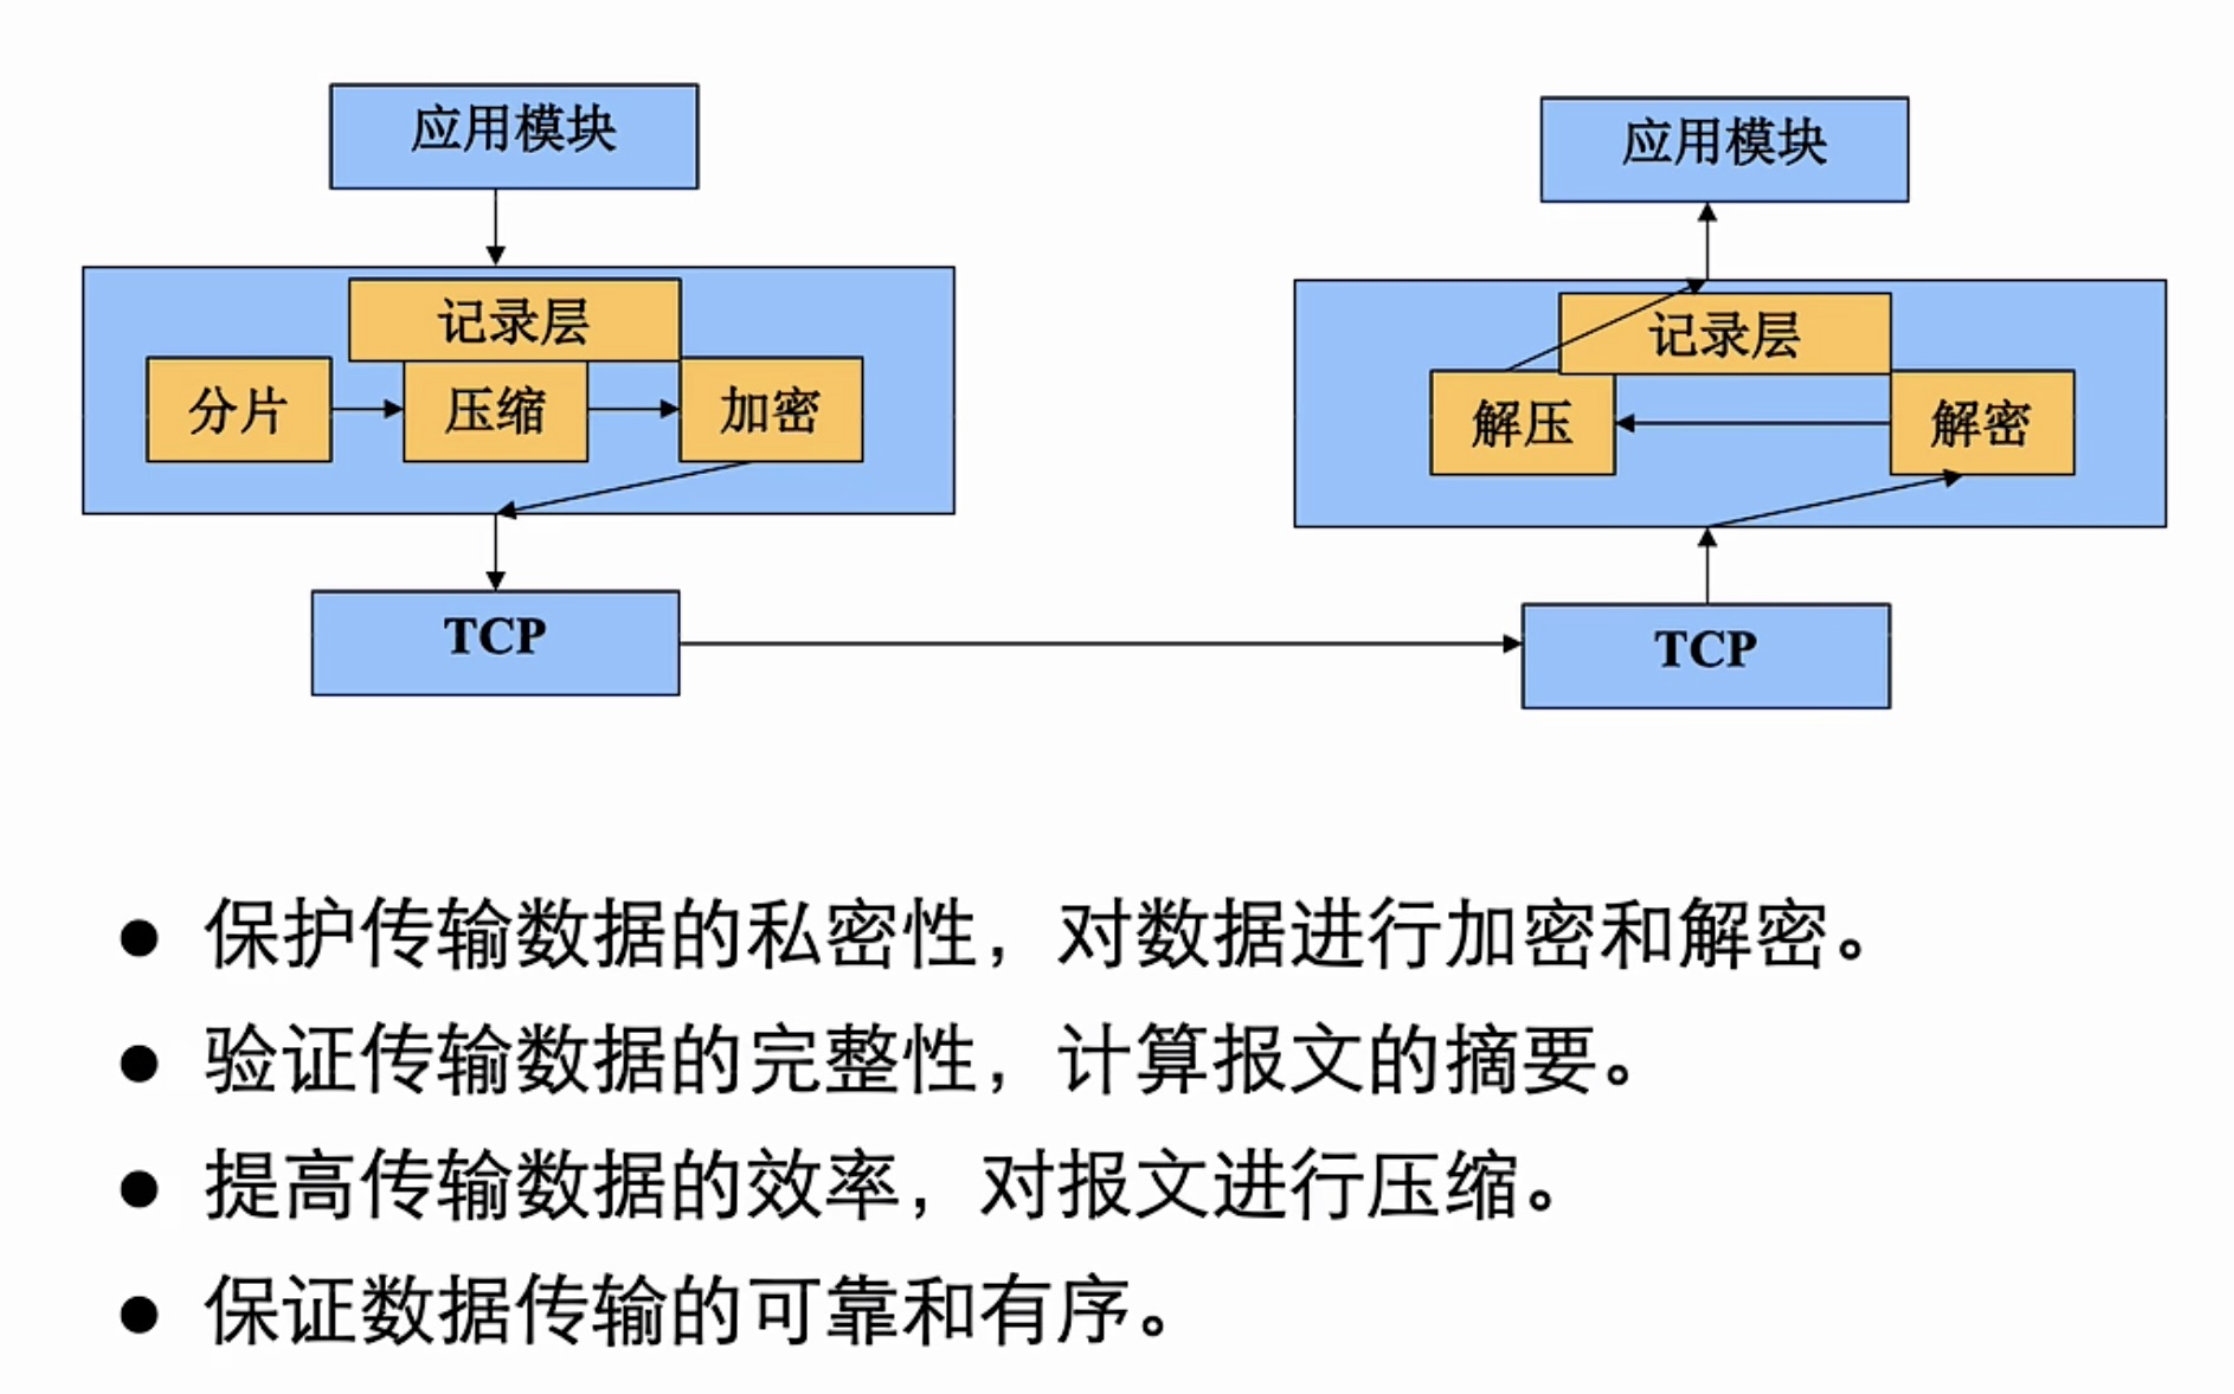 应用模块
应用模块
记录层
记录层
分片
压缩
加密
解压
解密
TCP
TCP
● 保护传输数据的私密性，对数据进行加密和解密。
● 验证传输数据的完整性，计算报文的摘要。
● 提高传输数据的效率，对报文进行压缩。
● 保证数据传输的可靠和有序。